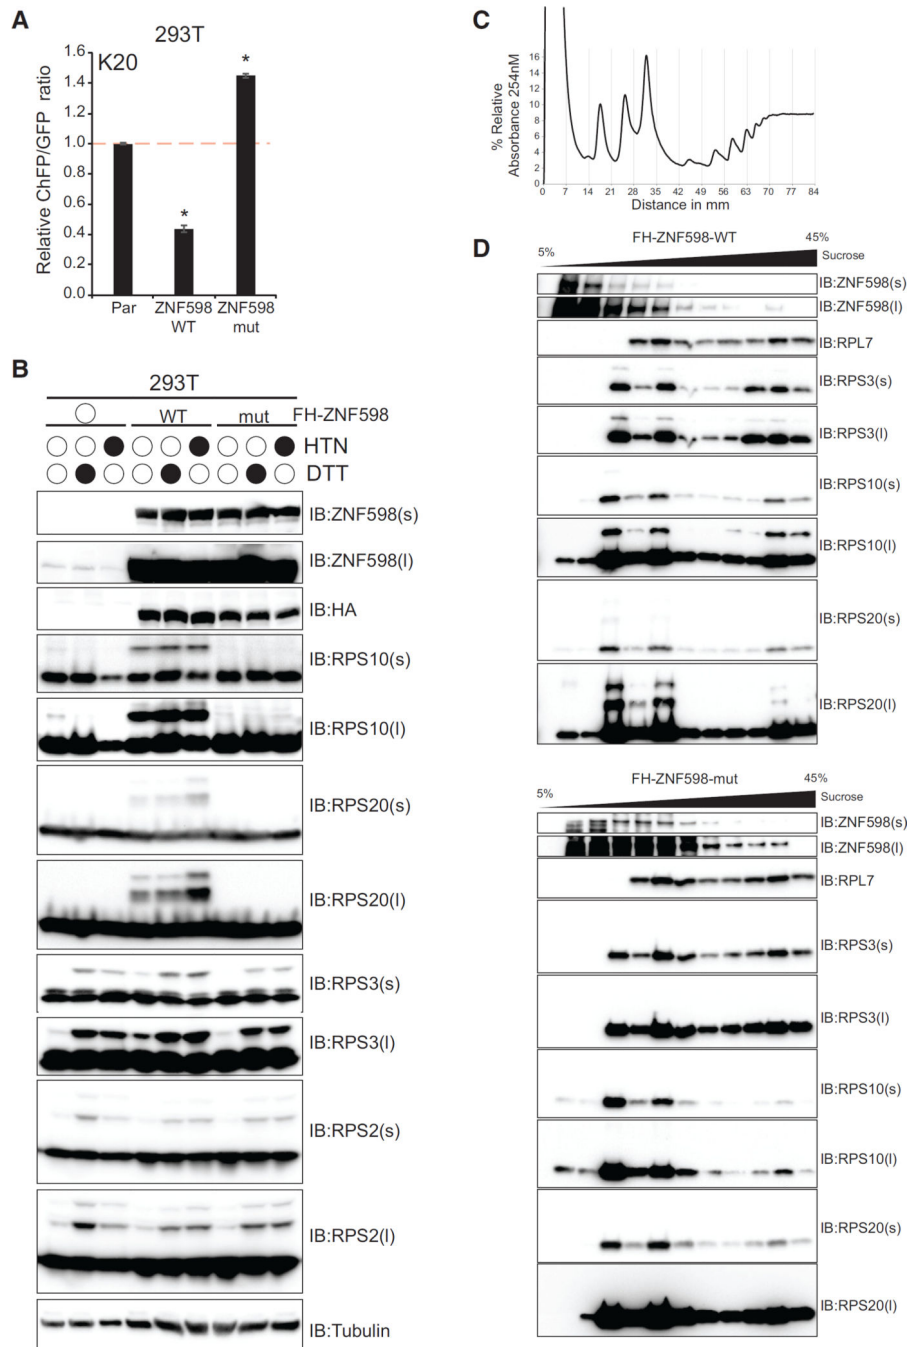 A
293T
K20
Relative ChFP/GFP ratio
1.6
1.4
1.2
1.0
0.8
0.6
0.4
0.2
0.0
*
*
Par
ZNF598 WT
ZNF598 mut
B
293T
WT
mut
FH-ZNF598
HTN
DTT
IB:ZNF598(s)
IB:ZNF598(l)
IB:HA
IB:RPS10(s)
IB:RPS10(l)
IB:RPS20(s)
IB:RPS20(l)
IB:RPS3(s)
IB:RPS3(l)
IB:RPS2(s)
IB:RPS2(l)
IB:Tubulin
C
% Relative
Absorbance 254nM
16
14
12
10
8
6
4
2
0
0 7 14 21 28 35 42 49 56 63 70 77 84
Distance in mm
D
FH-ZNF598-WT
5%
45%
Sucrose
IB:ZNF598(s)
IB:ZNF598(l)
IB:RPL7
IB:RPS3(s)
IB:RPS3(l)
IB:RPS10(s)
IB:RPS10(l)
IB:RPS20(s)
IB:RPS20(l)
FH-ZNF598-mut
5%
45%
Sucrose
IB:ZNF598(s)
IB:ZNF598(l)
IB:RPL7
IB:RPS3(s)
IB:RPS3(l)
IB:RPS10(s)
IB:RPS10(l)
IB:RPS20(s)
IB:RPS20(l)